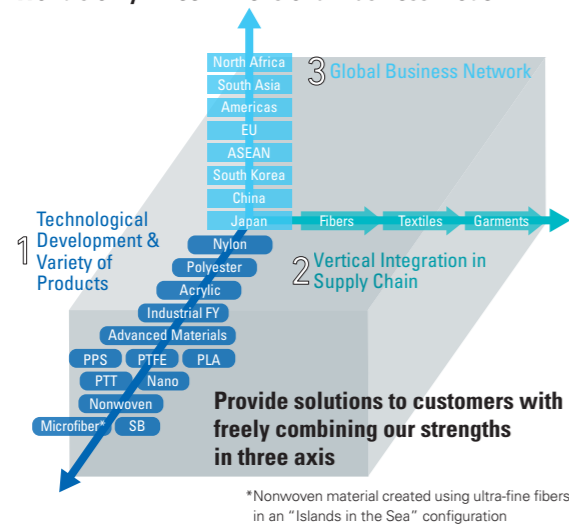 North Africa
South Asia
Americas
EU
ASEAN
South Korea
China
Japan
3 Global Business Network
Fibers
Textiles
Garments
1 Technological
Development &
Variety of
Products
2 Vertical Integration in
Supply Chain
Nylon
Polyester
Acrylic
Industrial FY
Advanced Materials
PPS PTFE PLA
PTT Nano
Nonwoven
Microfiber* SB
Provide solutions to customers with
freely combining our strengths
in three axis
*Nonwoven material created using ultra-fine fibers
in an “Islands in the Sea” configuration